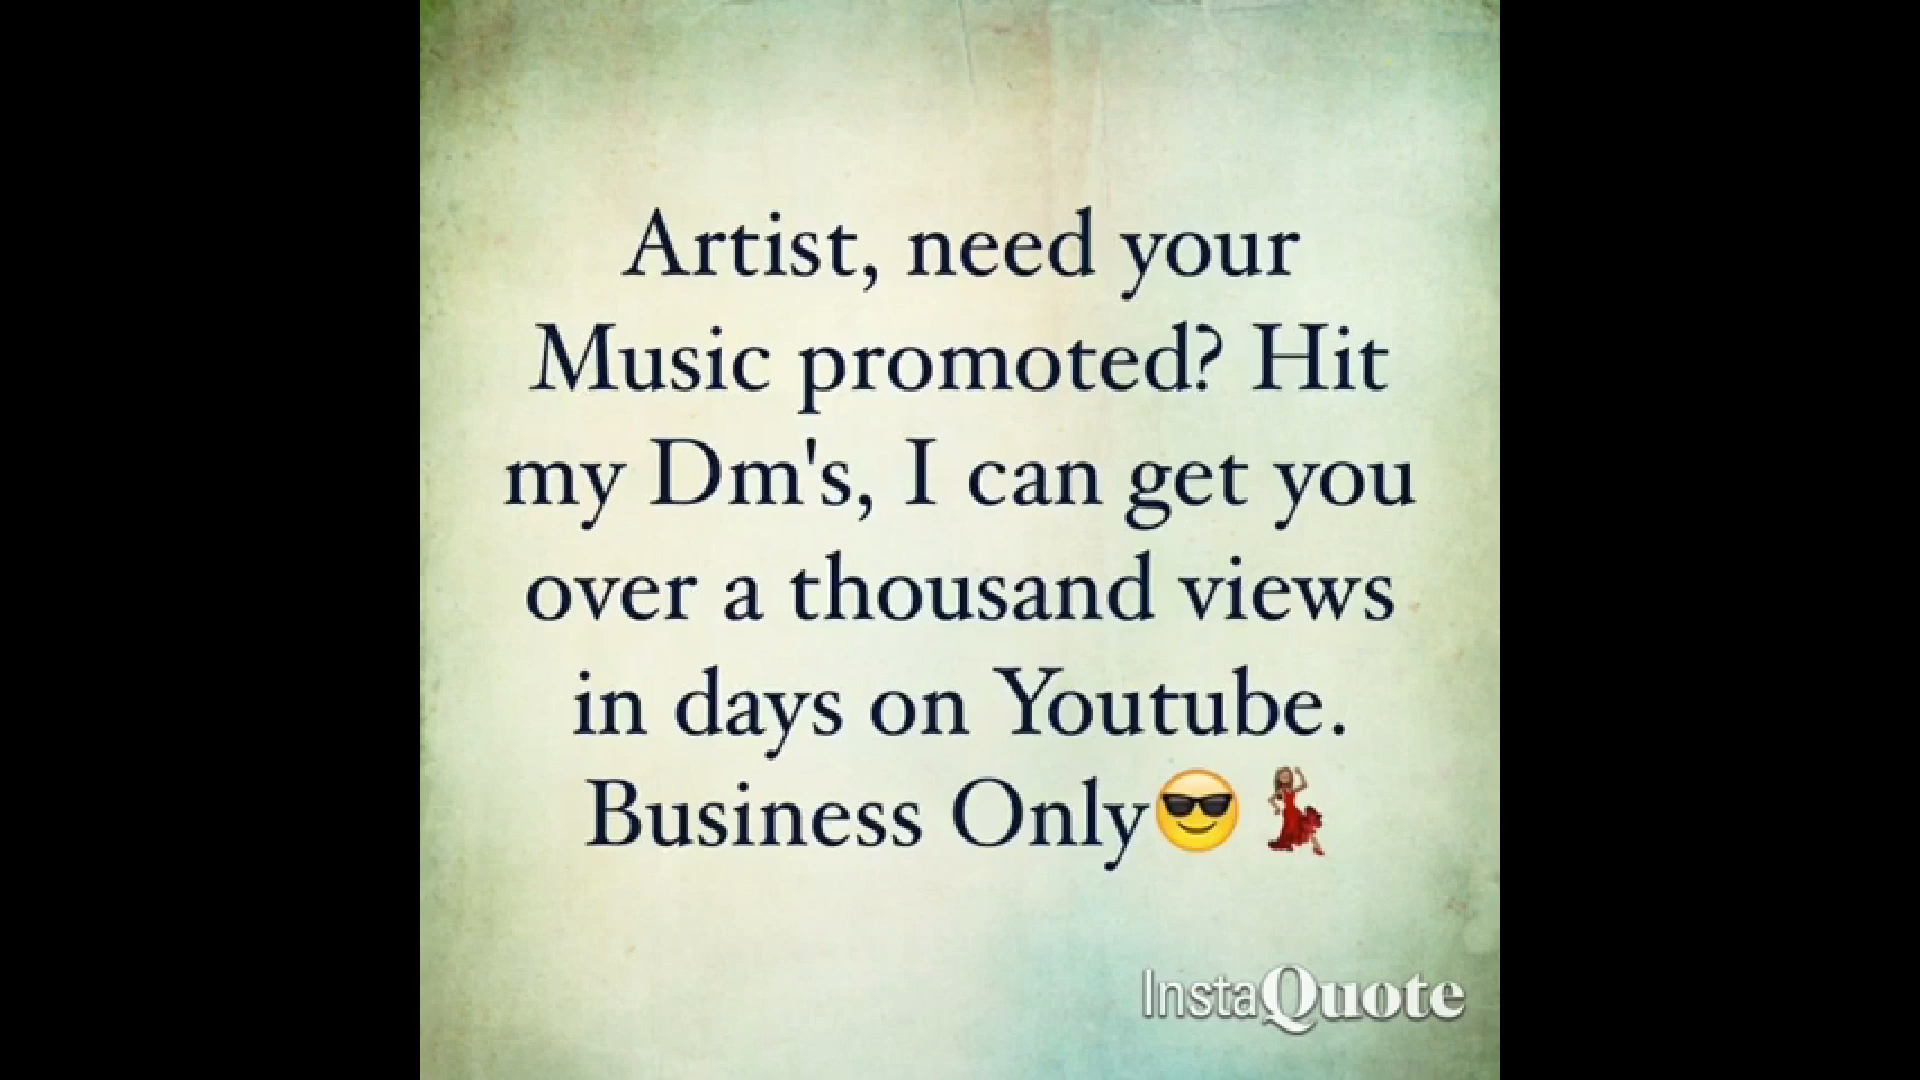 Artist, need your
Music promoted? Hit
my Dm's, I can get you
over a thousand views
in days on Youtube.
Business Only😎💃
InstaQuote